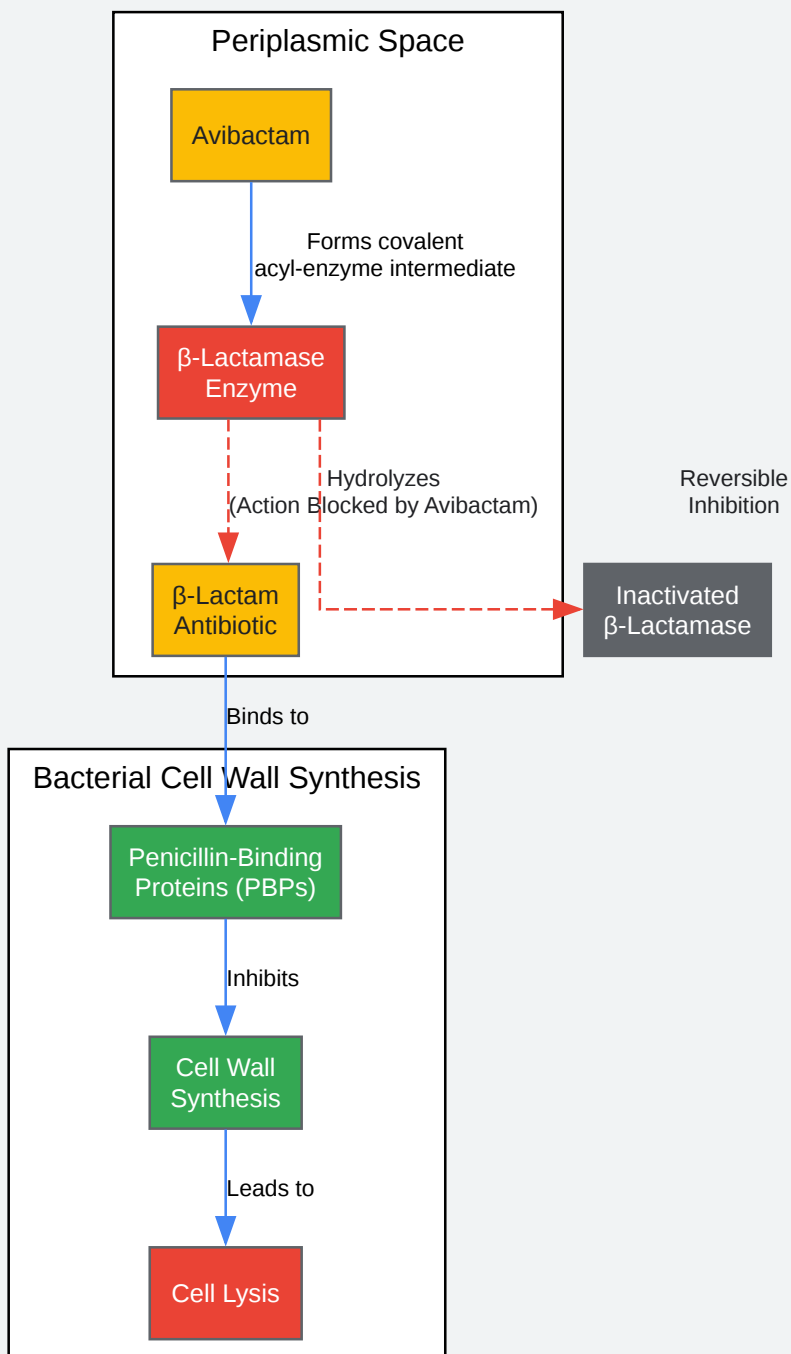 Periplasmic Space
Avibactam
Forms covalent
acyl-enzyme intermediate
β-Lactamase
Enzyme
Hydrolyzes
(Action Blocked by Avibactam)
Reversible
Inhibition
β-Lactam
Antibiotic
Inactivated
β-Lactamase
Binds to
Bacterial Cell Wall Synthesis
Penicillin-Binding
Proteins (PBPs)
Inhibits
Cell Wall
Synthesis
Leads to
Cell Lysis